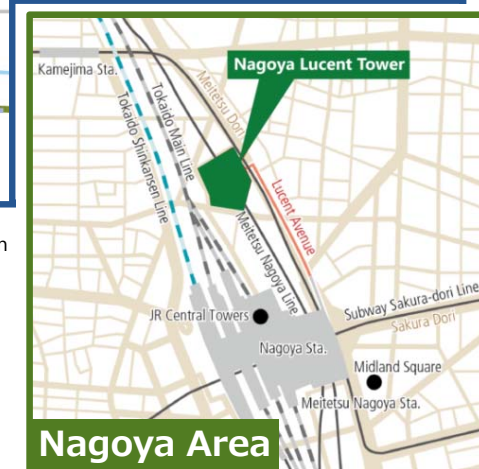 Kamejima Sta.
Nagoya Lucent Tower
Meitetsu Dori
Tokaido Main Line
Tokaido Shinkansen Line
Lucent Avenue
Meitetsu Nagoya Line
n
JR Central Towers
Subway Sakura-dori Line
Sakura Dori
Nagoya Sta.
Midland Square
Meitetsu Nagoya Sta.
Nagoya Area